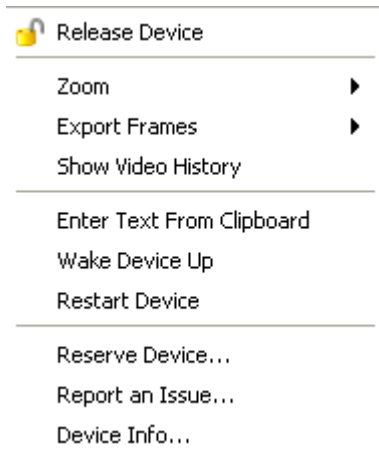 Release Device
Zoom
Export Frames
Show Video History
Enter Text From Clipboard
Wake Device Up
Restart Device
Reserve Device...
Report an Issue...
Device Info...